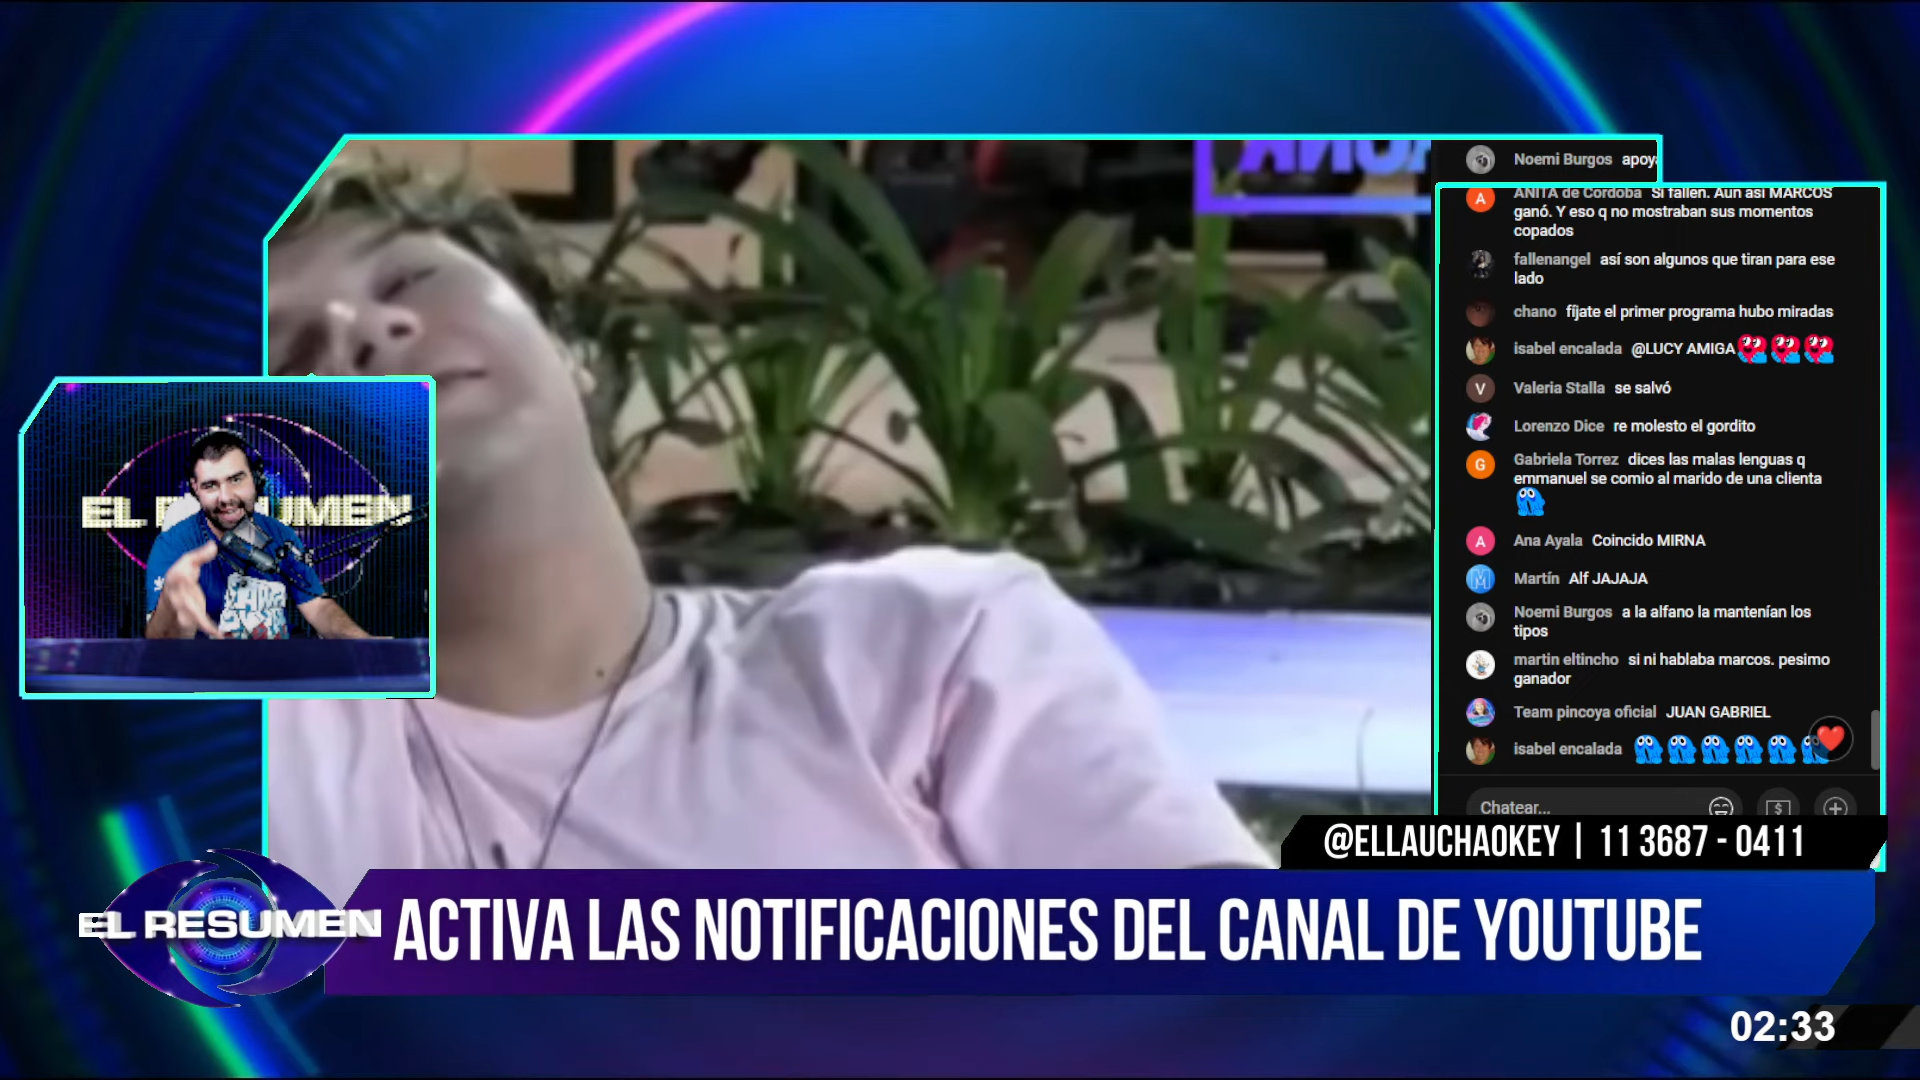 Noemi Burgos apoy
ANITA de Cordoba Si fallen. Aun asi MARCOS
ganó. Y eso q no mostraban sus momentos
copados
fallenangel así son algunos que tiran para ese
lado
chano fíjate el primer programa hubo miradas
isabel encalada @LUCY AMIGA
V
Valeria Stalla se salvó
Lorenzo Dice re molesto el gordito
G
Gabriela Torrez dices las malas lenguas q
emmanuel se comio al marido de una clienta
A
Ana Ayala Coincido MIRNA
M
Martín Alf JAJAJA
Noemi Burgos a la alfano la mantenían los
tipos
martin eltincho si ni hablaba marcos. pesimo
ganador
Team pincoya oficial JUAN GABRIEL
isabel encalada
Chatear...
@ELLAUCHAOKEY | 11 3687 - 0411
EL RESUMEN
EL RESUMEN ACTIVA LAS NOTIFICACIONES DEL CANAL DE YOUTUBE
02:33